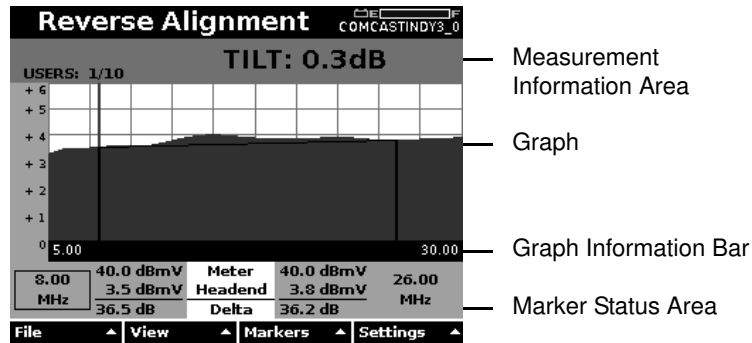 Reverse Alignment
E F
COMCASTINDY3_0
TILT: 0.3dB
USERS: 1/10
Measurement
Information Area
+ 6
+ 5
+ 4
+ 3
+ 2
+ 1
0
Graph
5.00 30.00
Graph Information Bar
8.00
MHz
40.0 dBmV Meter 40.0 dBmV
3.5 dBmV Headend 3.8 dBmV
36.5 dB Delta 36.2 dB
26.00
MHz
Marker Status Area
File View Markers Settings